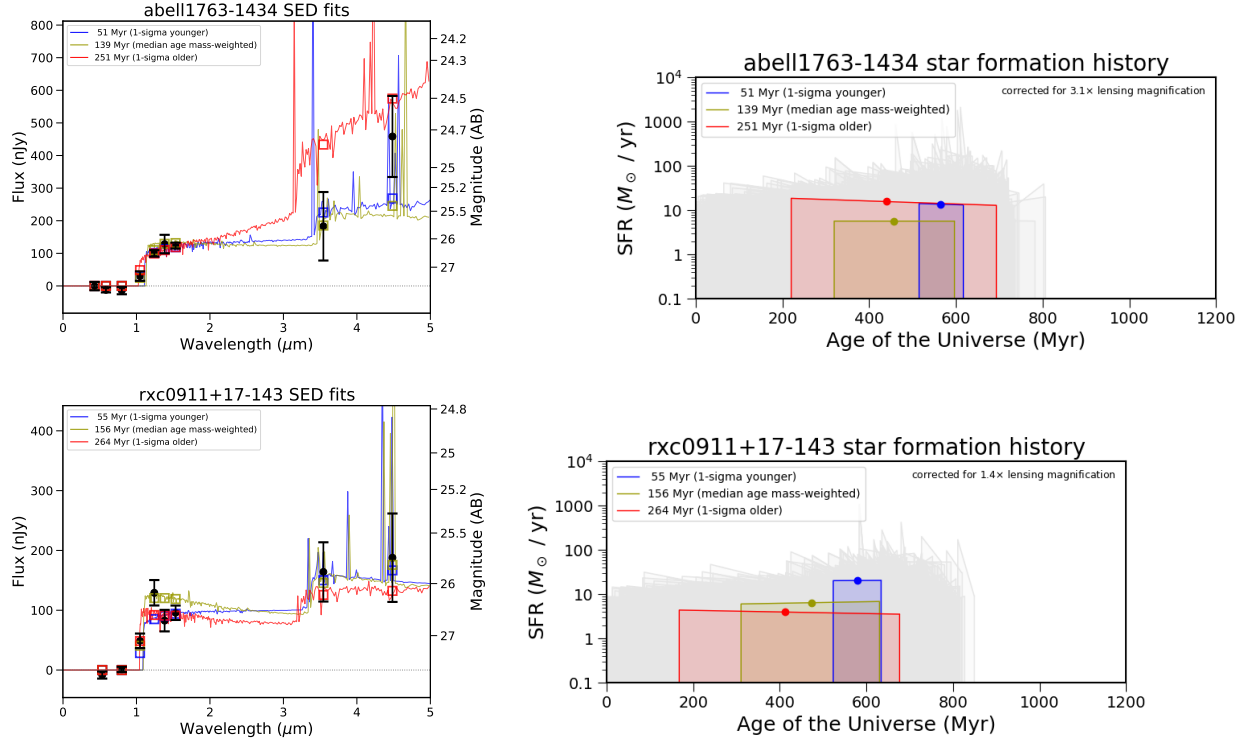 abell1763-1434 SED fits
51 Myr (1-sigma younger)
139 Myr (median age mass-weighted)
251 Myr (1-sigma older)
800
700
600
500
400
300
200
100
0
Flux (nJy)
24.2
24.3
24.5
24.7
25
25.2
25.5
26
27
Magnitude (AB)
0 1 2 3 4 5
Wavelength (μm)
abell1763-1434 star formation history
51 Myr (1-sigma younger)
139 Myr (median age mass-weighted)
251 Myr (1-sigma older)
corrected for 3.1× lensing magnification
10⁴
1000
100
10
1
0.1
SFR (M⊙ / yr)
0 200 400 600 800 1000 1200
Age of the Universe (Myr)
rxc0911+17-143 SED fits
55 Myr (1-sigma younger)
156 Myr (median age mass-weighted)
264 Myr (1-sigma older)
400
300
200
100
0
Flux (nJy)
24.8
25
25.2
25.5
26
27
Magnitude (AB)
0 1 2 3 4 5
Wavelength (μm)
rxc0911+17-143 star formation history
55 Myr (1-sigma younger)
156 Myr (median age mass-weighted)
264 Myr (1-sigma older)
corrected for 1.4× lensing magnification
10⁴
1000
100
10
1
0.1
SFR (M⊙ / yr)
0 200 400 600 800 1000 1200
Age of the Universe (Myr)